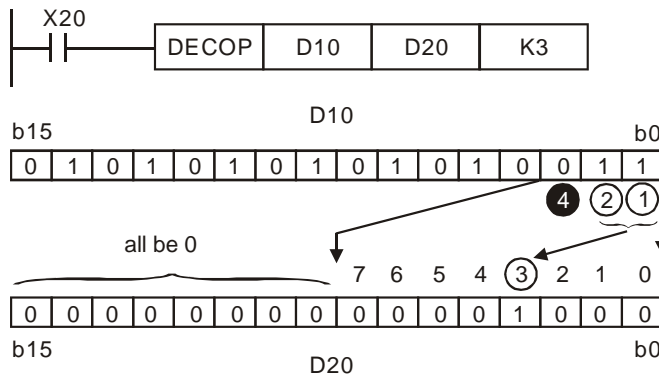 X20
DECOP D10 D20 K3
D10
b15 b0
0 1 0 1 0 1 0 1 0 1 0 1 0 0 1 1
4 2 1
all be 0
7 6 5 4 3 2 1 0
0 0 0 0 0 0 0 0 0 0 0 0 1 0 0 0
b15 b0
D20